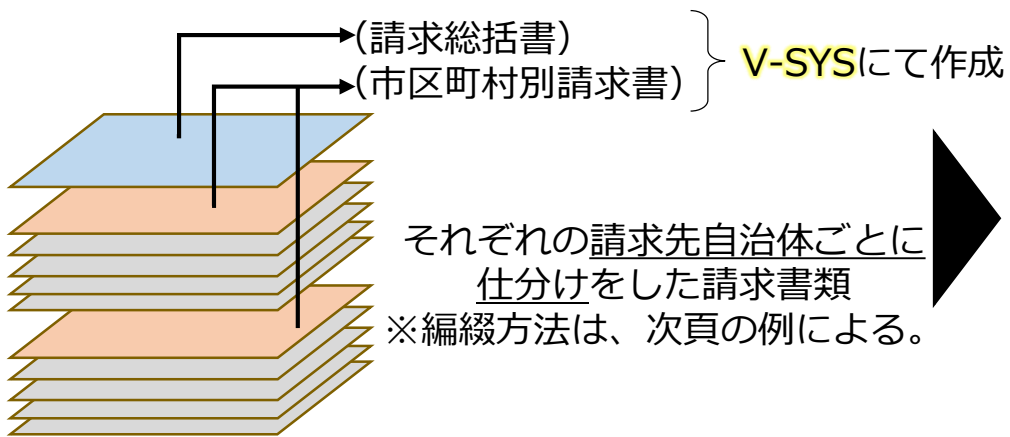 (請求総括書)
(市区町村別請求書)
V-SYSにて作成
それぞれの請求先自治体ごとに
仕分けをした請求書類
※編綴方法は、次頁の例による。